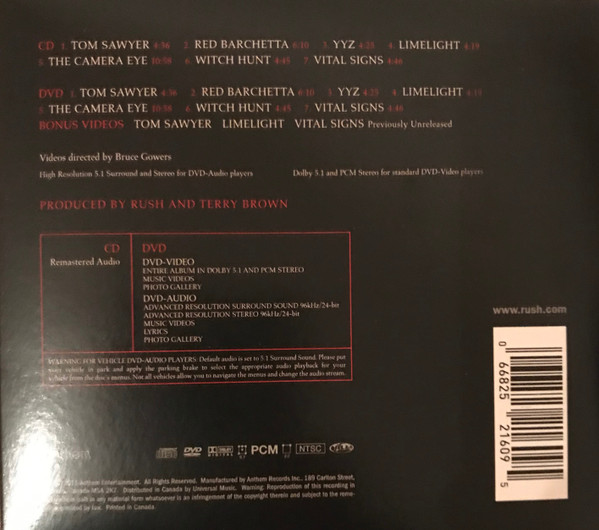 CD 1. TOM SAWYER 4:36 2. RED BARCHETTA 6:10 3. YYZ 4:25 4. LIMELIGHT 4:19
5. THE CAMERA EYE 10:58 6. WITCH HUNT 4:45 7. VITAL SIGNS 4:46
DVD 1. TOM SAWYER 4:36 2. RED BARCHETTA 6:10 3. YYZ 4:25 4. LIMELIGHT 4:19
5. THE CAMERA EYE 10:58 6. WITCH HUNT 4:45 7. VITAL SIGNS 4:46
BONUS VIDEOS TOM SAWYER LIMELIGHT VITAL SIGNS Previously Unreleased
Videos directed by Bruce Gowers
High Resolution 5.1 Surround and Stereo for DVD-Audio players Dolby 5.1 and PCM Stereo for standard DVD-Video players
PRODUCED BY RUSH AND TERRY BROWN
CD
Remastered Audio
DVD
DVD-VIDEO
ENTIRE ALBUM IN DOLBY 5.1 AND PCM STEREO
MUSIC VIDEOS
PHOTO GALLERY
DVD-AUDIO
ADVANCED RESOLUTION SURROUND SOUND 96kHz/24-bit
ADVANCED RESOLUTION STEREO 96kHz/24-bit
MUSIC VIDEOS
LYRICS
PHOTO GALLERY
WARNING FOR VEHICLE DVD-AUDIO PLAYERS: Default audio is set to 5.1 Surround Sound. Please put
your vehicle in park and apply the parking brake to select the appropriate audio playback for your
vehicle from the disc's menus. Not all vehicles allow you to navigate the menus and change the audio stream.
www.rush.com
0 66825 21609 5
DVD DIGITAL PCM NTSC
Anthem Entertainment. All Rights Reserved. Manufactured by Anthem Records Inc., 189 Carlton Street,
Canada M5A 2K7. Distributed in Canada by Universal Music. Warning: Reproduction of this recording in
part in any material form whatsoever is an infringement of the copyright therein and subject to the reme-
by law. Printed in Canada.